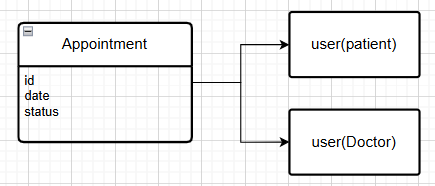 Appointment
id
date
status
user(patient)
user(Doctor)